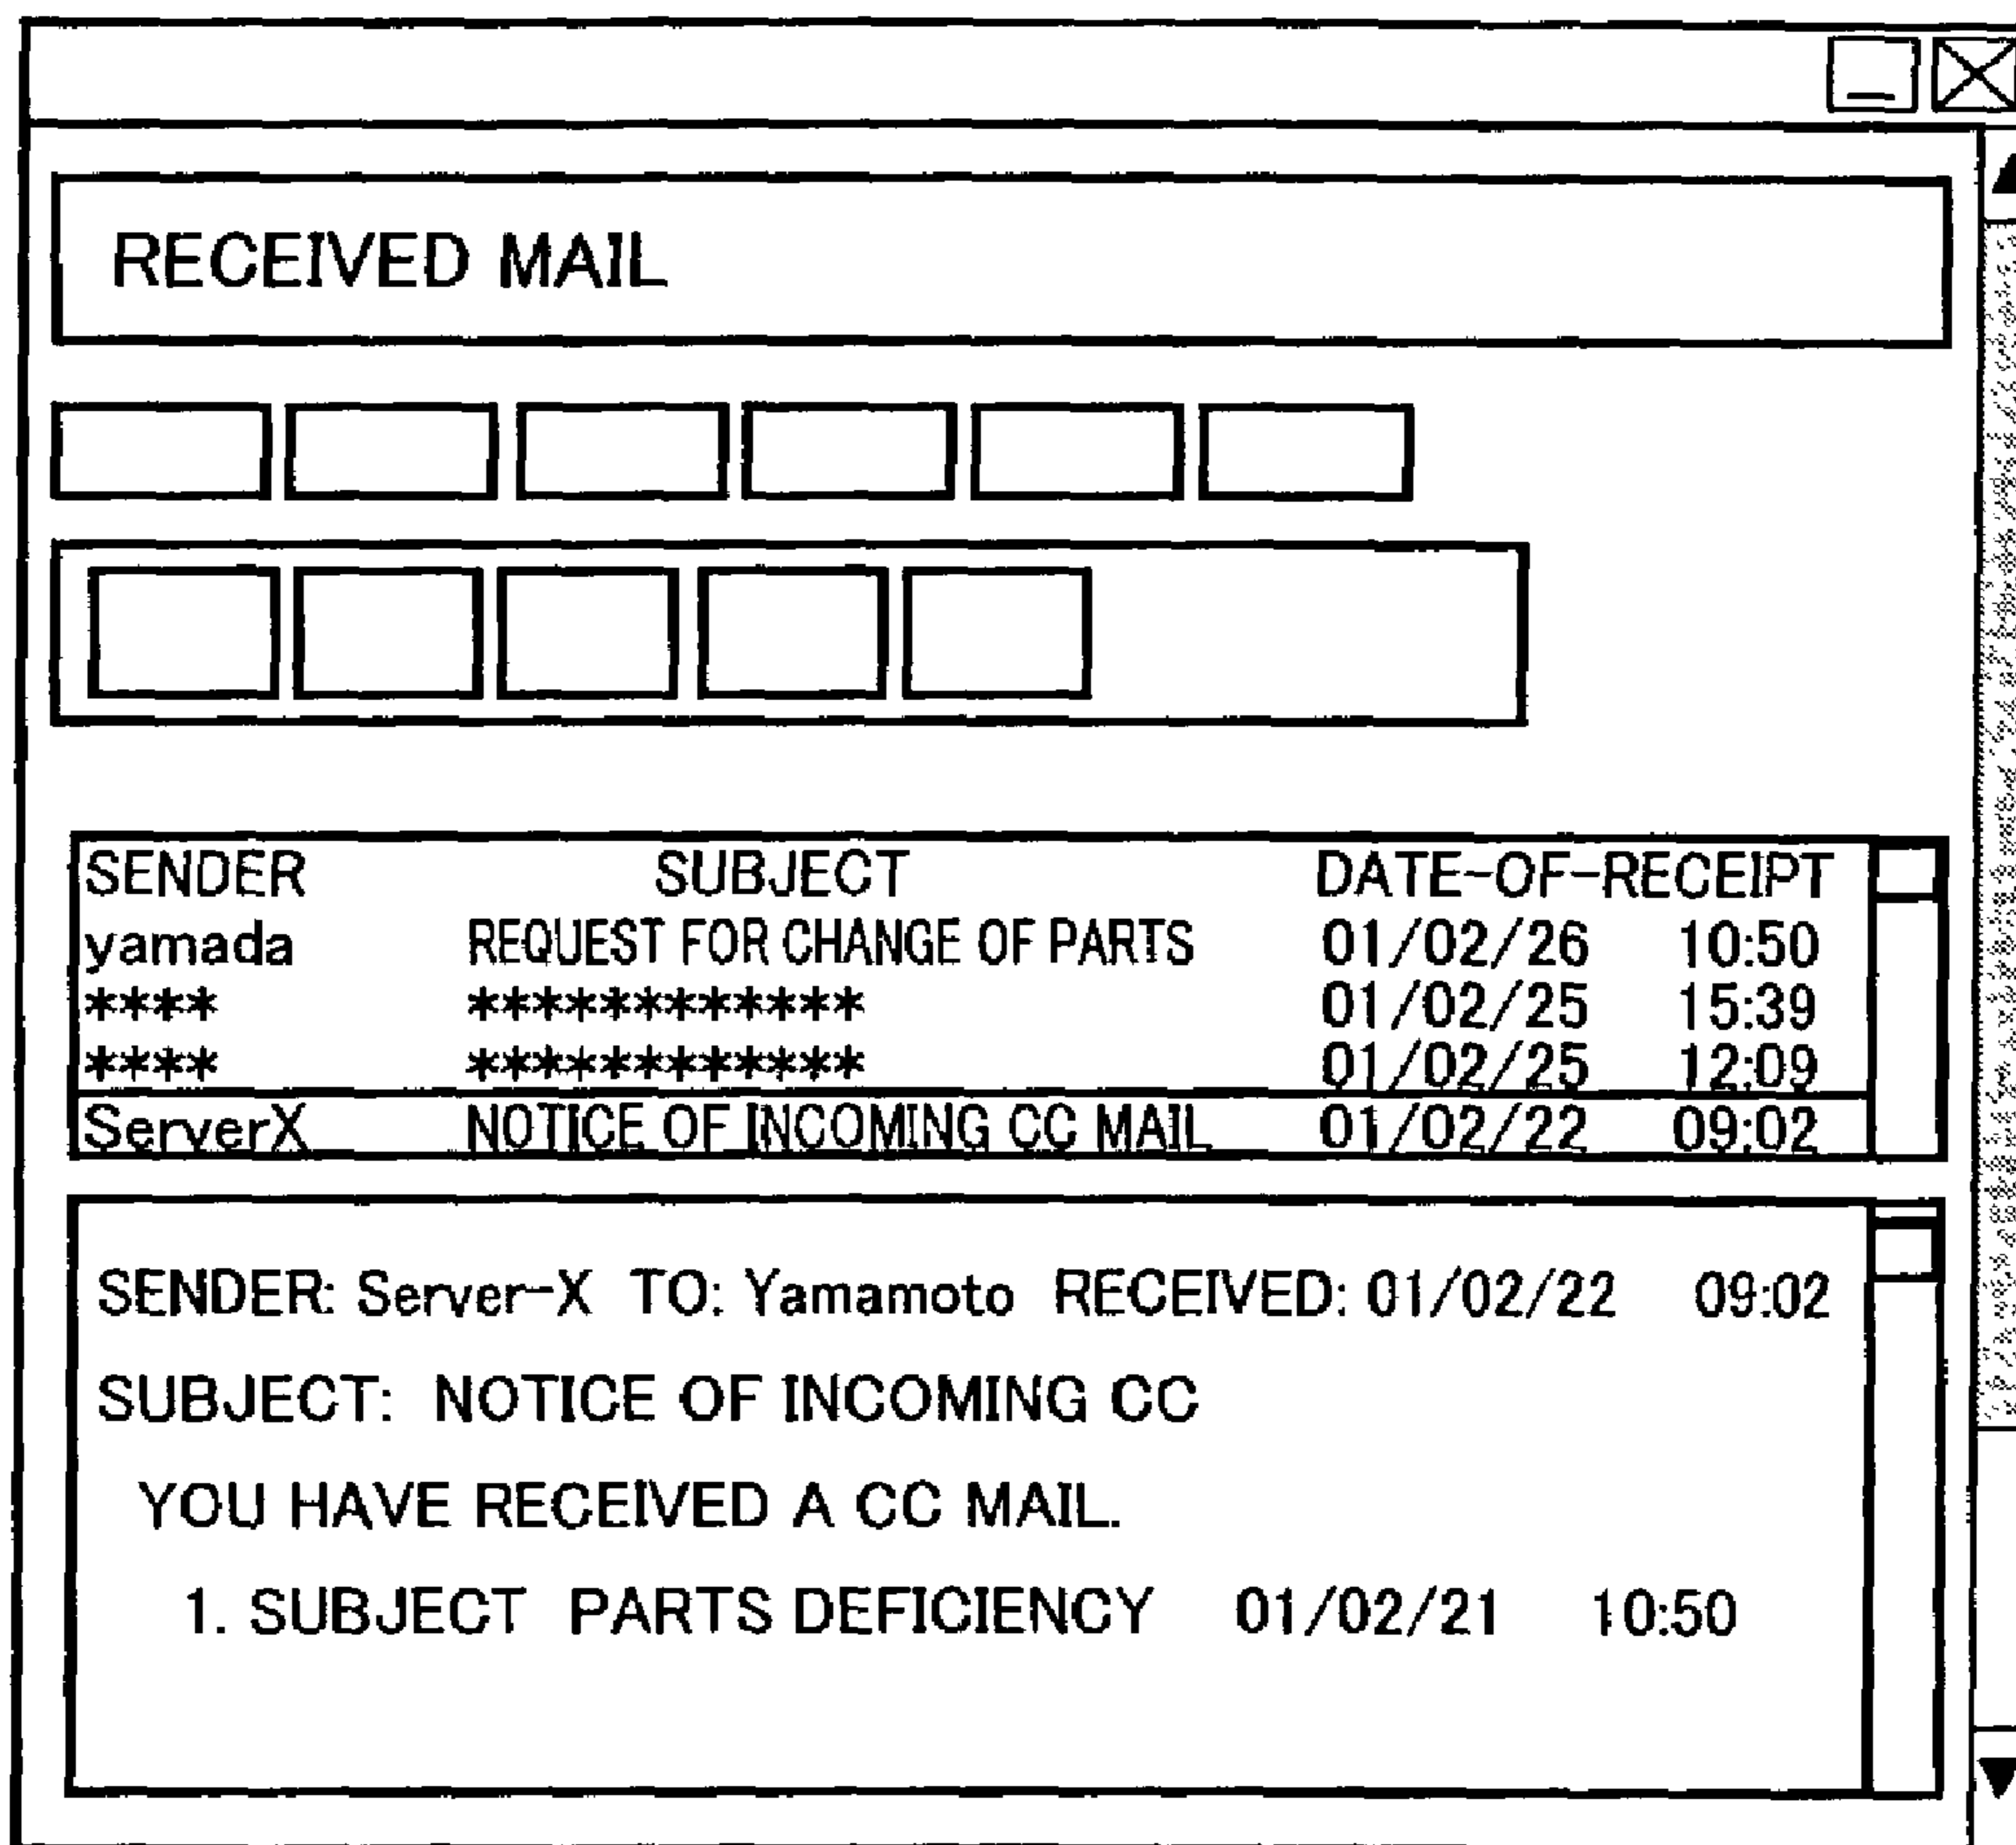 RECEIVED MAIL
SENDER SUBJECT DATE-OF-RECEIPT
yamada REQUEST FOR CHANGE OF PARTS 01/02/26 10:50
**** ************ 01/02/25 15:39
**** ************ 01/02/25 12:09
ServerX NOTICE OF INCOMING CC MAIL 01/02/22 09:02
SENDER: Server-X TO: Yamamoto RECEIVED: 01/02/22 09:02
SUBJECT: NOTICE OF INCOMING CC
YOU HAVE RECEIVED A CC MAIL.
1. SUBJECT PARTS DEFICIENCY 01/02/21 10:50